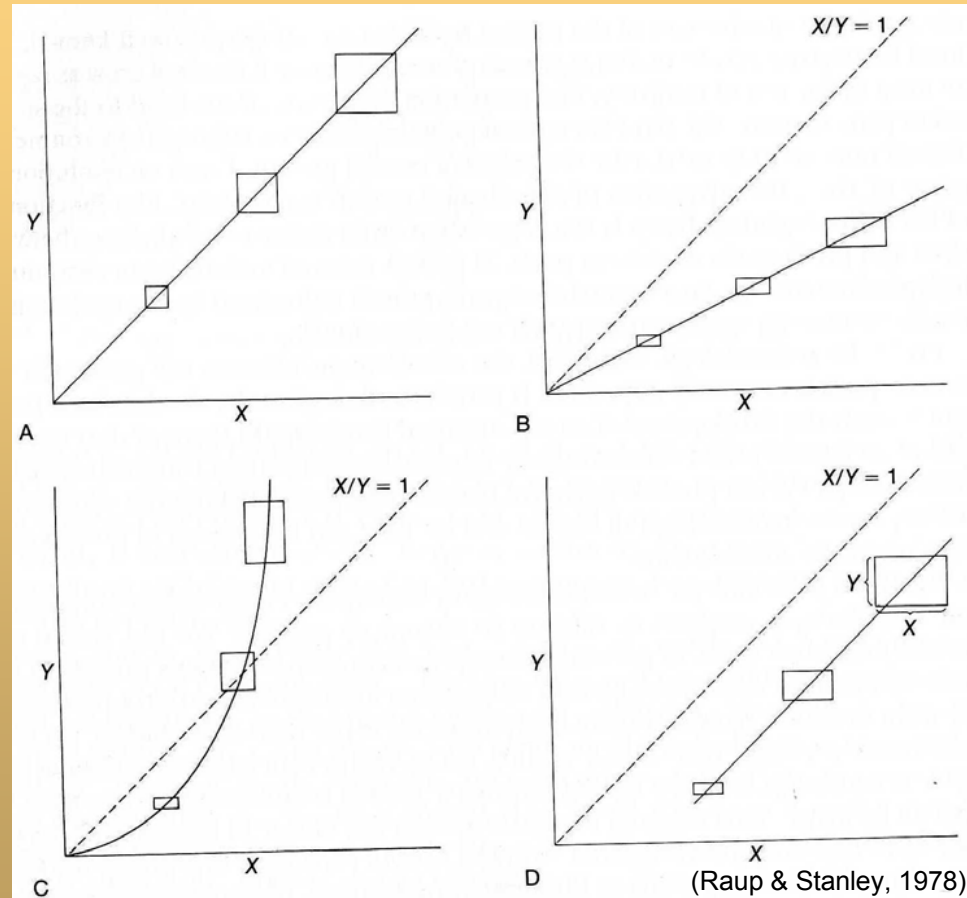 Y
X
A
X/Y = 1
Y
X
B
X/Y = 1
Y
X
C
X/Y = 1
Y
X
Y
X
D
(Raup & Stanley, 1978)